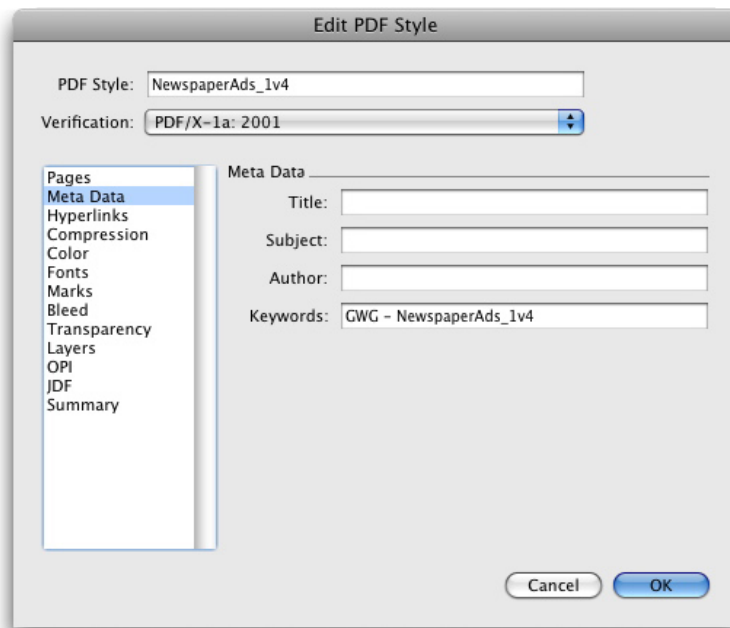 Edit PDF Style
PDF Style: NewspaperAds_1v4
Verification: PDF/X-1a: 2001
Pages
Meta Data
Hyperlinks
Compression
Color
Fonts
Marks
Bleed
Transparency
Layers
OPI
JDF
Summary
Meta Data
Title:
Subject:
Author:
Keywords: GWG - NewspaperAds_1v4
Cancel OK